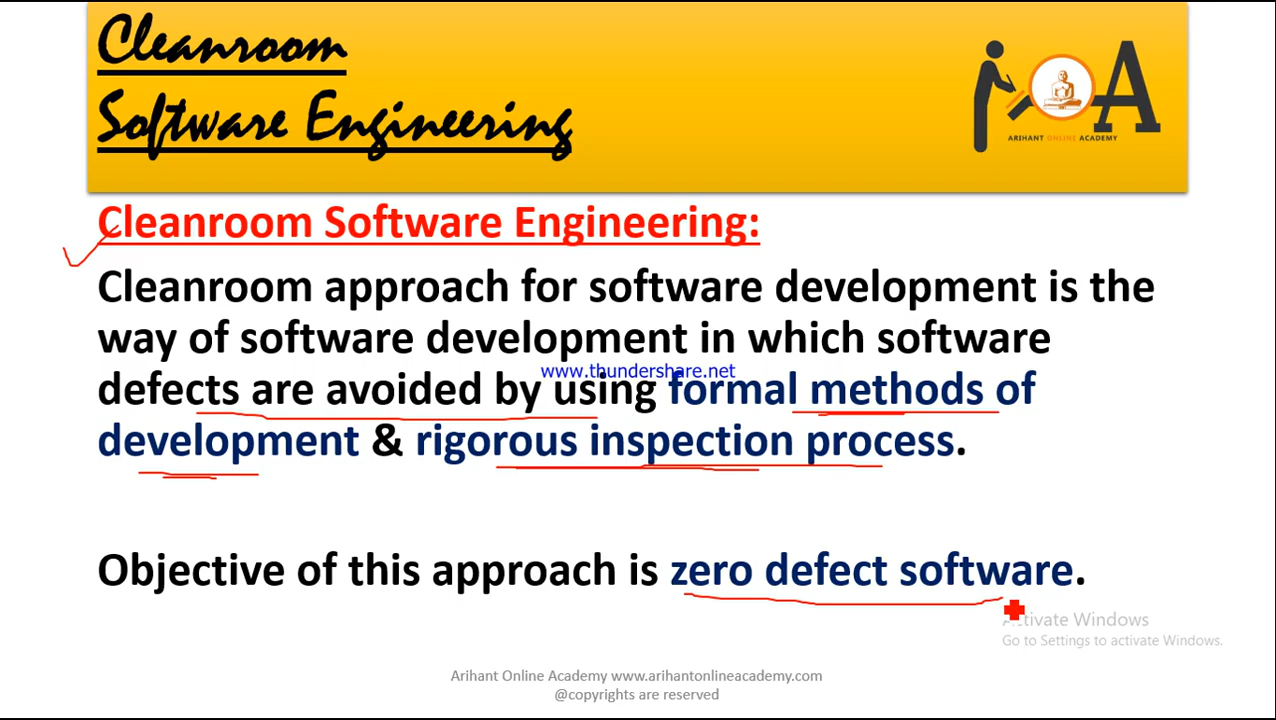 Cleanroom
Software Engineering
ARIHANT ONLINE ACADEMY
Cleanroom Software Engineering:
Cleanroom approach for software development is the
way of software development in which software
www.thundershare.net
defects are avoided by using formal methods of
development & rigorous inspection process.
Objective of this approach is zero defect software.
Activate Windows
Go to Settings to activate Windows.
Arihant Online Academy www.arihantonlineacademy.com
@copyrights are reserved